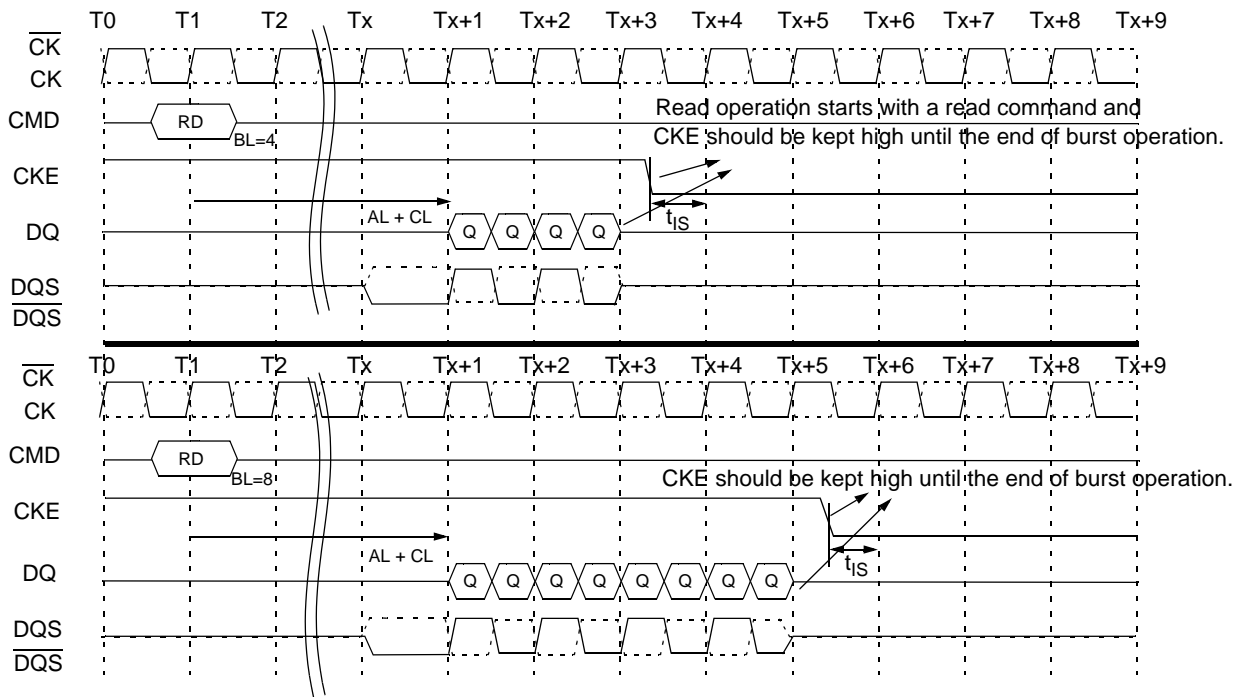 T0 T1 T2 Tx Tx+1 Tx+2 Tx+3 Tx+4 Tx+5 Tx+6 Tx+7 Tx+8 Tx+9
CK
CK
CMD RD BL=4
Read operation starts with a read command and
CKE should be kept high until the end of burst operation.
CKE
AL + CL
tIS
DQ Q Q Q Q
DQS
DQS
T0 T1 T2 Tx Tx+1 Tx+2 Tx+3 Tx+4 Tx+5 Tx+6 Tx+7 Tx+8 Tx+9
CK
CK
CMD RD BL=8
CKE should be kept high until the end of burst operation.
CKE
AL + CL
tIS
DQ Q Q Q Q Q Q Q Q
DQS
DQS